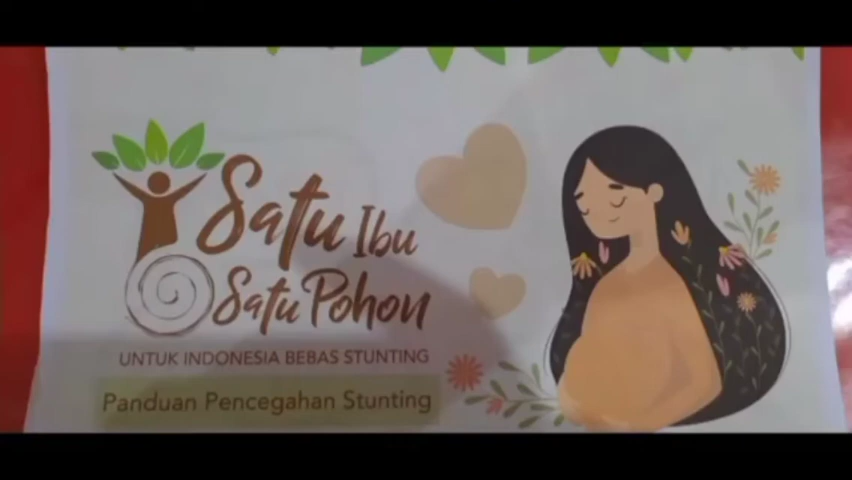 Satu Ibu
Satu Pohon
UNTUK INDONESIA BEBAS STUNTING
Panduan Pencegahan Stunting